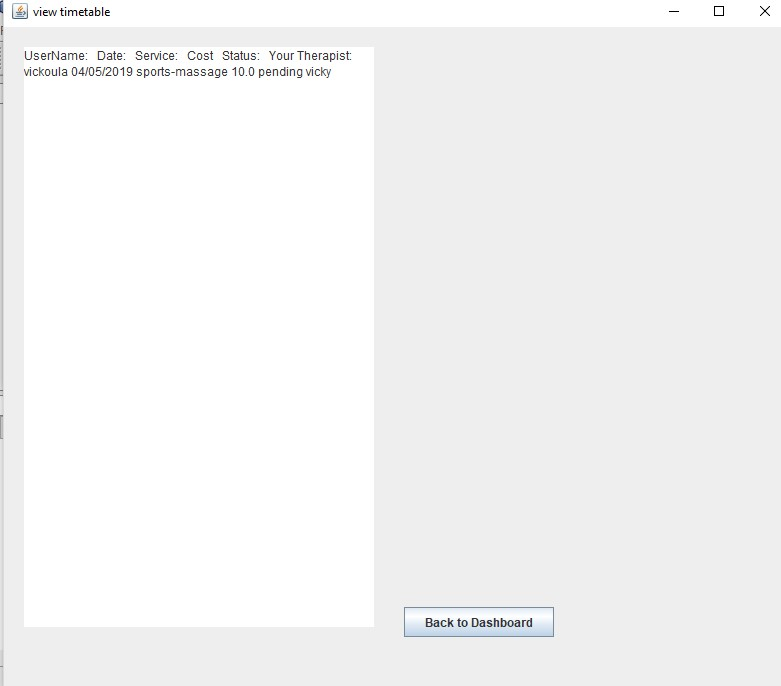 view timetable
UserName: Date: Service: Cost Status: Your Therapist:
vickoula 04/05/2019 sports-massage 10.0 pending vicky
Back to Dashboard